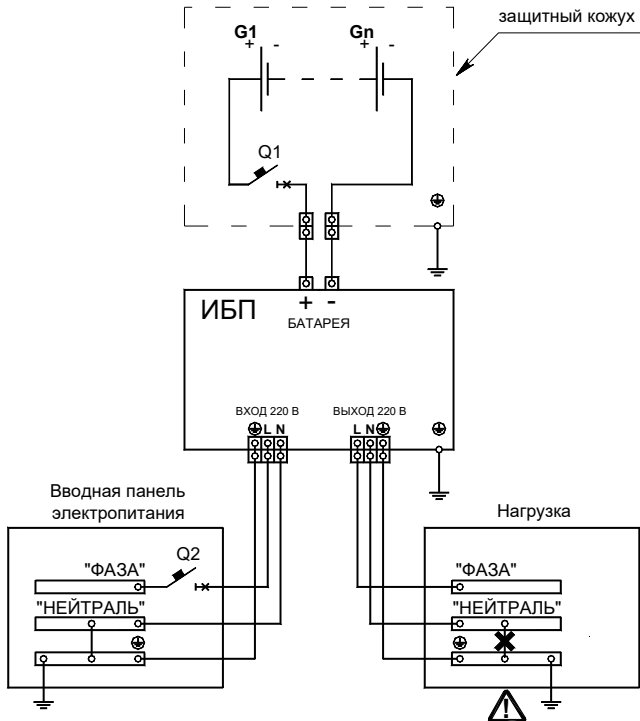 защитный кожух
G1 Gn
+ - + -
Q1
ИБП
+ -
БАТАРЕЯ
ВХОД 220 В ВЫХОД 220 В
L N L N
Вводная панель
электропитания
Нагрузка
Q2
"ФАЗА" "ФАЗА"
"НЕЙТРАЛЬ" "НЕЙТРАЛЬ"
!